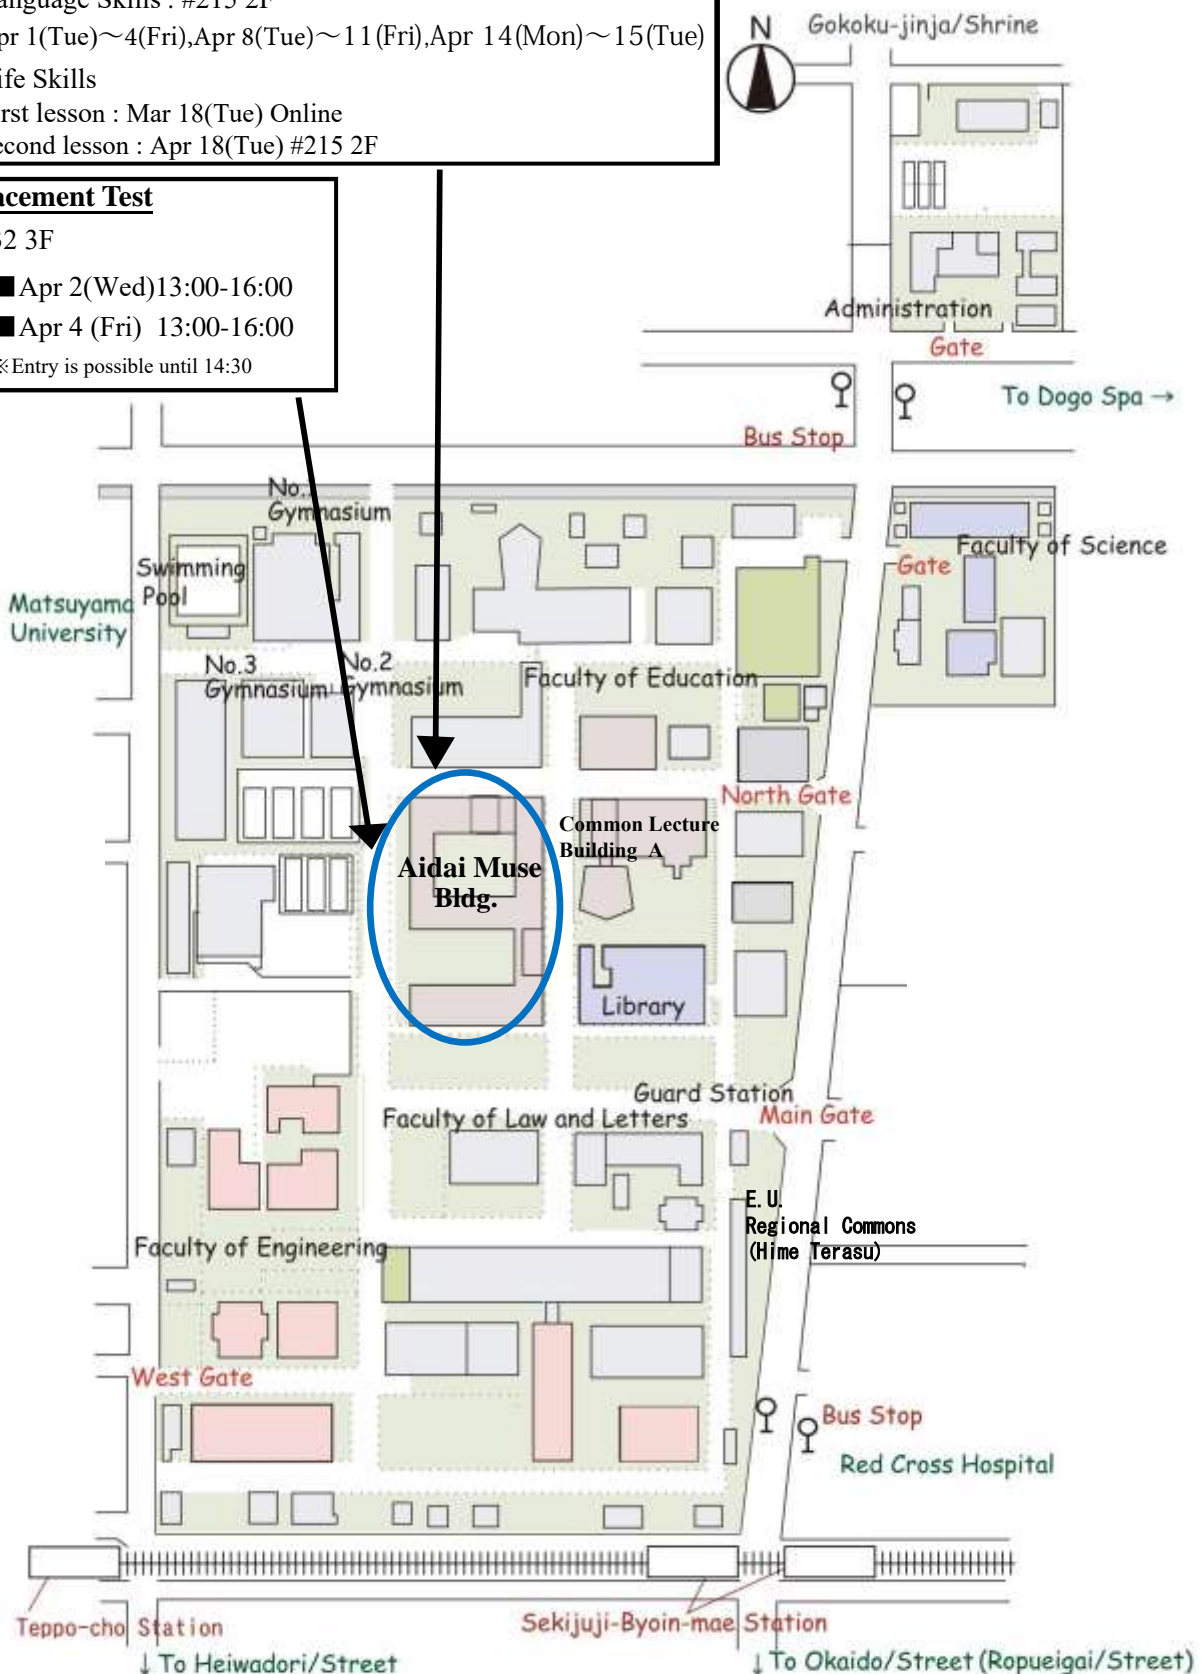 anguage Skills : #215 2F
pr 1(Tue)～4(Fri),Apr 8(Tue)～11(Fri),Apr 14(Mon)～15(Tue)
ife Skills
rst lesson : Mar 18(Tue) Online
econd lesson : Apr 18(Tue) #215 2F
N
Gokoku-jinja/Shrine
acement Test
2 3F
■Apr 2(Wed)13:00-16:00
■Apr 4 (Fri) 13:00-16:00
※Entry is possible until 14:30
Administration
Gate
To Dogo Spa →
Bus Stop
No.
Gymnasium
Faculty of Science
Gate
Swimming
Pool
Matsuyama
University
No.3
Gymnasium
No.2
Gymnasium
Faculty of Education
North Gate
Common Lecture
Building A
Aidai Muse
Bldg.
Library
Guard Station
Main Gate
Faculty of Law and Letters
E.U.
Regional Commons
(Hime Terasu)
Faculty of Engineering
West Gate
Bus Stop
Red Cross Hospital
Teppo-cho Station
Sekijuji-Byoin-mae Station
↓ To Heiwadori/Street
↓ To Okaido/Street (Ropueigai/Street)